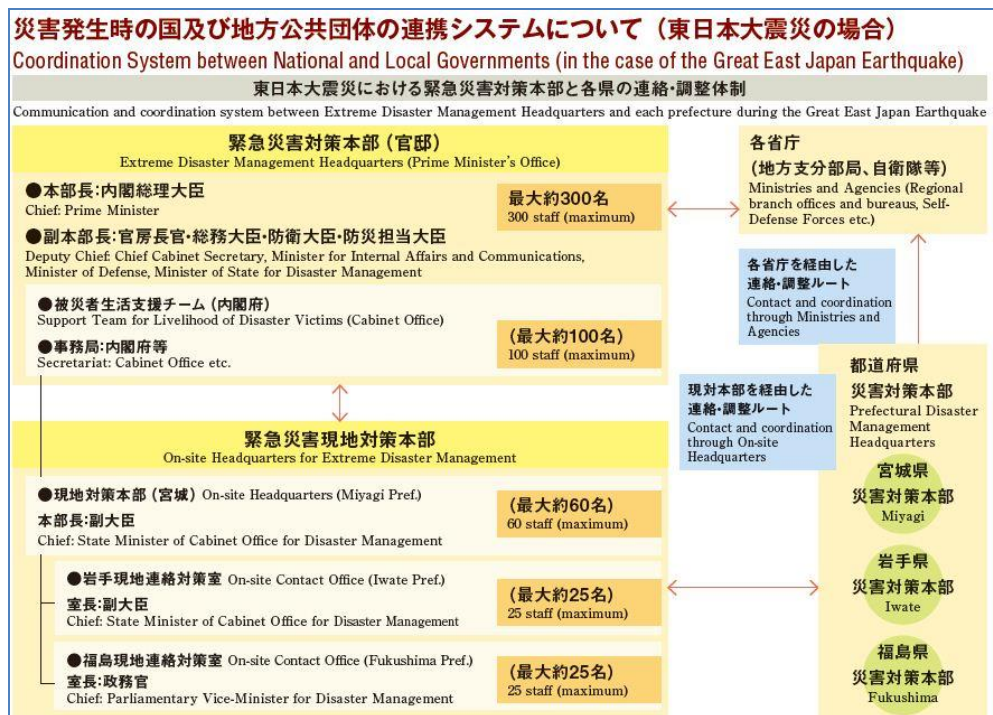 災害発生時の国及び地方公共団体の連携システムについて（東日本大震災の場合）
Coordination System between National and Local Governments (in the case of the Great East Japan Earthquake)
東日本大震災における緊急災害対策本部と各県の連絡・調整体制
Communication and coordination system between Extreme Disaster Management Headquarters and each prefecture during the Great East Japan Earthquake
緊急災害対策本部（官邸）
Extreme Disaster Management Headquarters (Prime Minister's Office)
●本部長：内閣総理大臣
Chief: Prime Minister
最大約300名
300 staff (maximum)
●副本部長：官房長官・総務大臣・防衛大臣・防災担当大臣
Deputy Chief: Chief Cabinet Secretary, Minister for Internal Affairs and Communications,
Minister of Defense, Minister of State for Disaster Management
●被災者生活支援チーム（内閣府）
Support Team for Livelihood of Disaster Victims (Cabinet Office)
●事務局：内閣府等
Secretariat: Cabinet Office etc.
（最大約100名）
100 staff (maximum)
緊急災害現地対策本部
On-site Headquarters for Extreme Disaster Management
●現地対策本部（宮城） On-site Headquarters (Miyagi Pref.)
本部長：副大臣
Chief: State Minister of Cabinet Office for Disaster Management
（最大約60名）
60 staff (maximum)
●岩手現地連絡対策室 On-site Contact Office (Iwate Pref.)
室長：副大臣
Chief: State Minister of Cabinet Office for Disaster Management
（最大約25名）
25 staff (maximum)
●福島現地連絡対策室 On-site Contact Office (Fukushima Pref.)
室長：政務官
Chief: Parliamentary Vice-Minister for Disaster Management
（最大約25名）
25 staff (maximum)
各省庁
（地方支分部局、自衛隊等）
Ministries and Agencies (Regional
branch offices and bureaus, Self-
Defense Forces etc.)
各省庁を経由した
連絡・調整ルート
Contact and coordination
through Ministries and
Agencies
現対本部を経由した
連絡・調整ルート
Contact and coordination
through On-site
Headquarters
都道府県
災害対策本部
Prefectural Disaster
Management
Headquarters
宮城県
災害対策本部
Miyagi
岩手県
災害対策本部
Iwate
福島県
災害対策本部
Fukushima